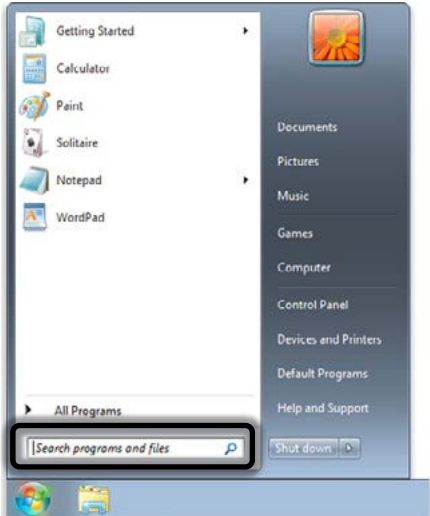 Getting Started
Calculator
Paint
Solitaire
Notepad
WordPad
All Programs
Search programs and files
Documents
Pictures
Music
Games
Computer
Control Panel
Devices and Printers
Default Programs
Help and Support
Shut down